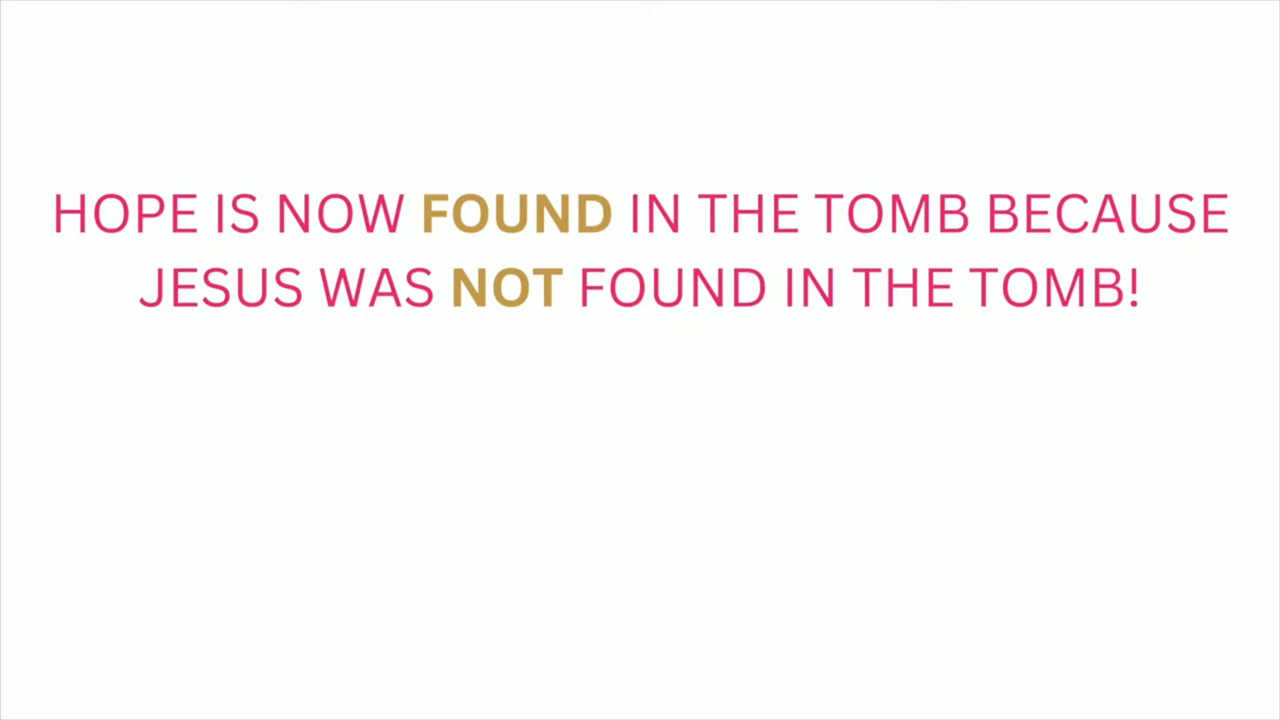 HOPE IS NOW FOUND IN THE TOMB BECAUSE
JESUS WAS NOT FOUND IN THE TOMB!